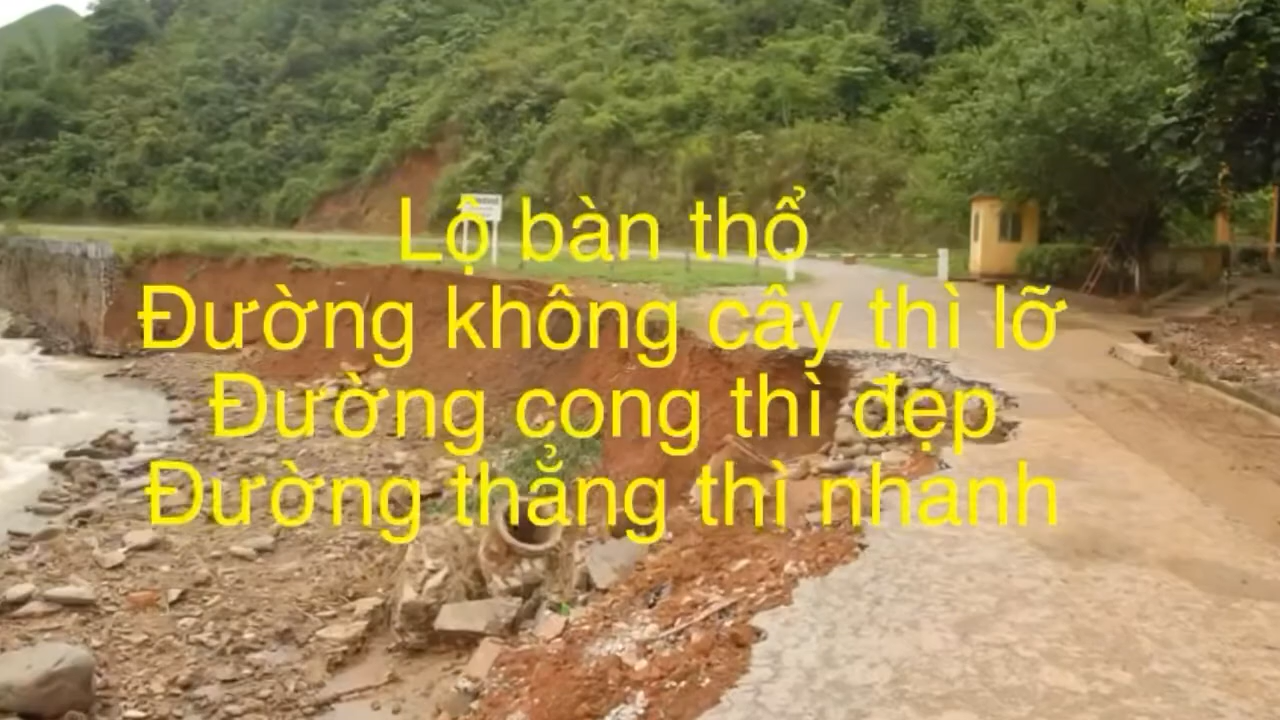 Lộ bàn thổ
Đường không cây thì lỡ
Đường cong thì đẹp
Đường thẳng thì nhanh